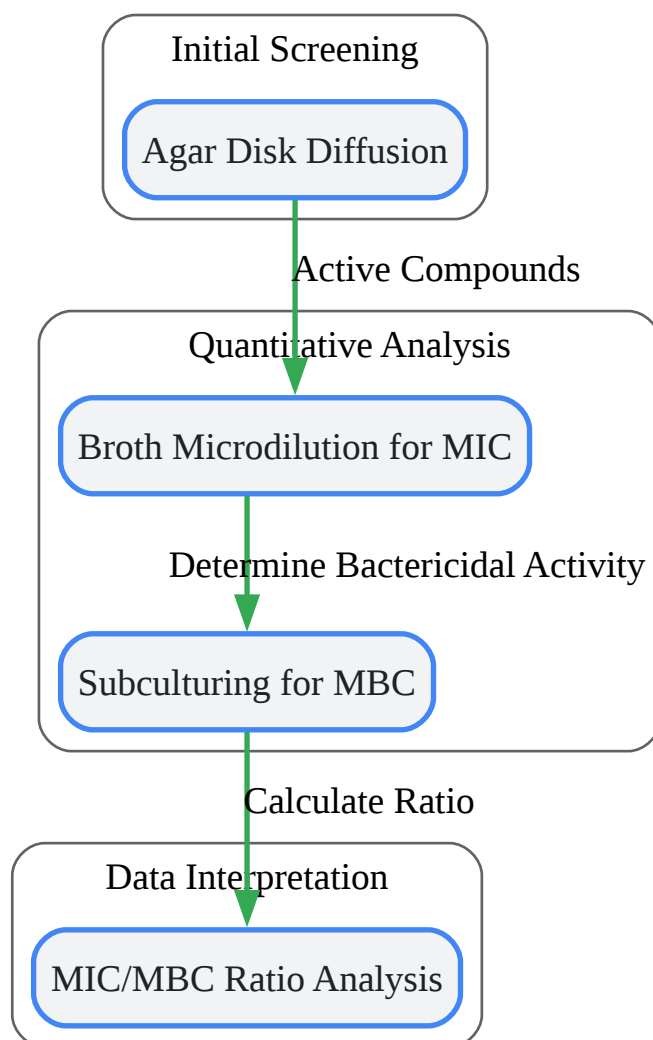 Initial Screening
Agar Disk Diffusion
Active Compounds
Quantitative Analysis
Broth Microdilution for MIC
Determine Bactericidal Activity
Subculturing for MBC
Calculate Ratio
Data Interpretation
MIC/MBC Ratio Analysis